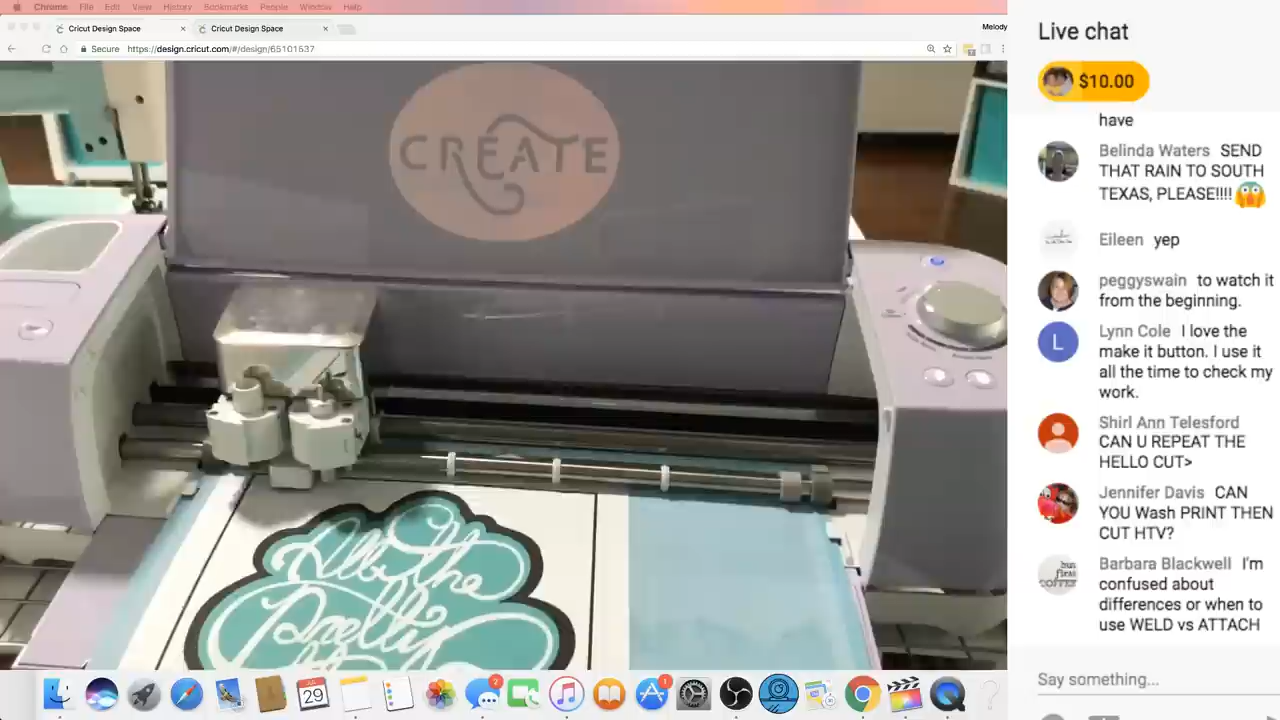 Chrome File Edit View History Bookmarks People Window Help
Cricut Design Space × Cricut Design Space ×
Melody
Secure https://design.cricut.com/#/design/65101537
CREATE
All the
Pretty
29
2
1
Live chat
$10.00
have
Belinda Waters SEND
THAT RAIN TO SOUTH
TEXAS, PLEASE!!!! 😱
Eileen yep
peggyswain to watch it
from the beginning.
L
Lynn Cole I love the
make it button. I use it
all the time to check my
work.
Shirl Ann Telesford
CAN U REPEAT THE
HELLO CUT>
Jennifer Davis CAN
YOU Wash PRINT THEN
CUT HTV?
Barbara Blackwell I'm
confused about
differences or when to
use WELD vs ATTACH
Say something...